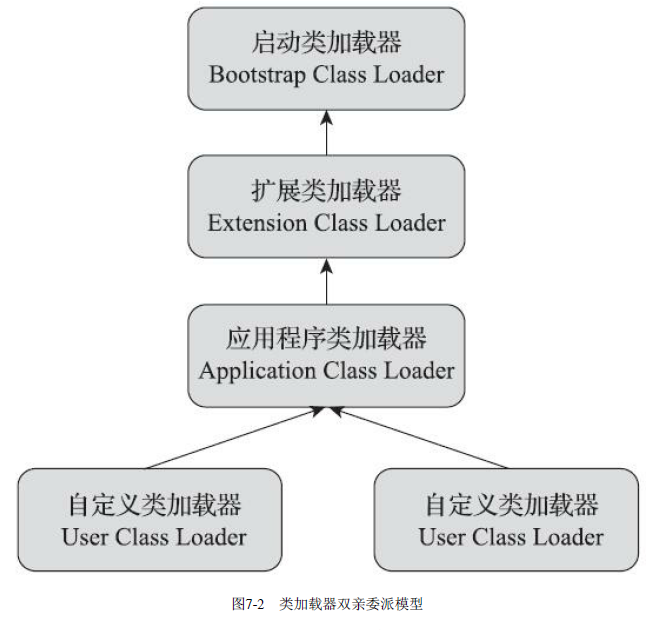 启动类加载器
Bootstrap Class Loader
扩展类加载器
Extension Class Loader
应用程序类加载器
Application Class Loader
自定义类加载器
User Class Loader
自定义类加载器
User Class Loader
图7-2 类加载器双亲委派模型